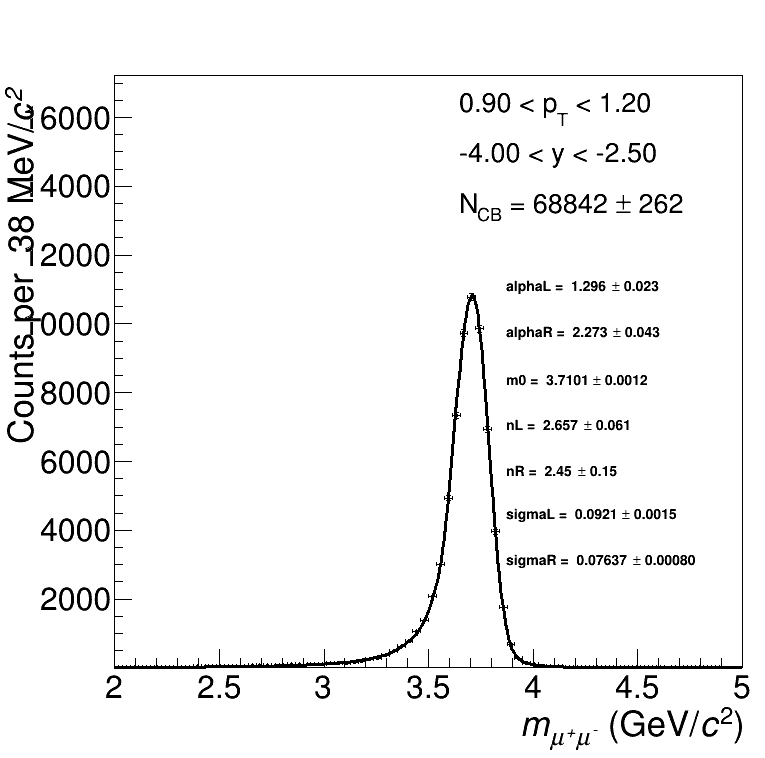 0.90 < p_T < 1.20
-4.00 < y < -2.50
N_CB = 68842 ± 262
alphaL = 1.296 ± 0.023
alphaR = 2.273 ± 0.043
m0 = 3.7101 ± 0.0012
nL = 2.657 ± 0.061
nR = 2.45 ± 0.15
sigmaL = 0.0921 ± 0.0015
sigmaR = 0.07637 ± 0.00080
Counts per 38 MeV/c²
16000
14000
12000
10000
8000
6000
4000
2000
2 2.5 3 3.5 4 4.5 5
m_μ⁺μ⁻ (GeV/c²)